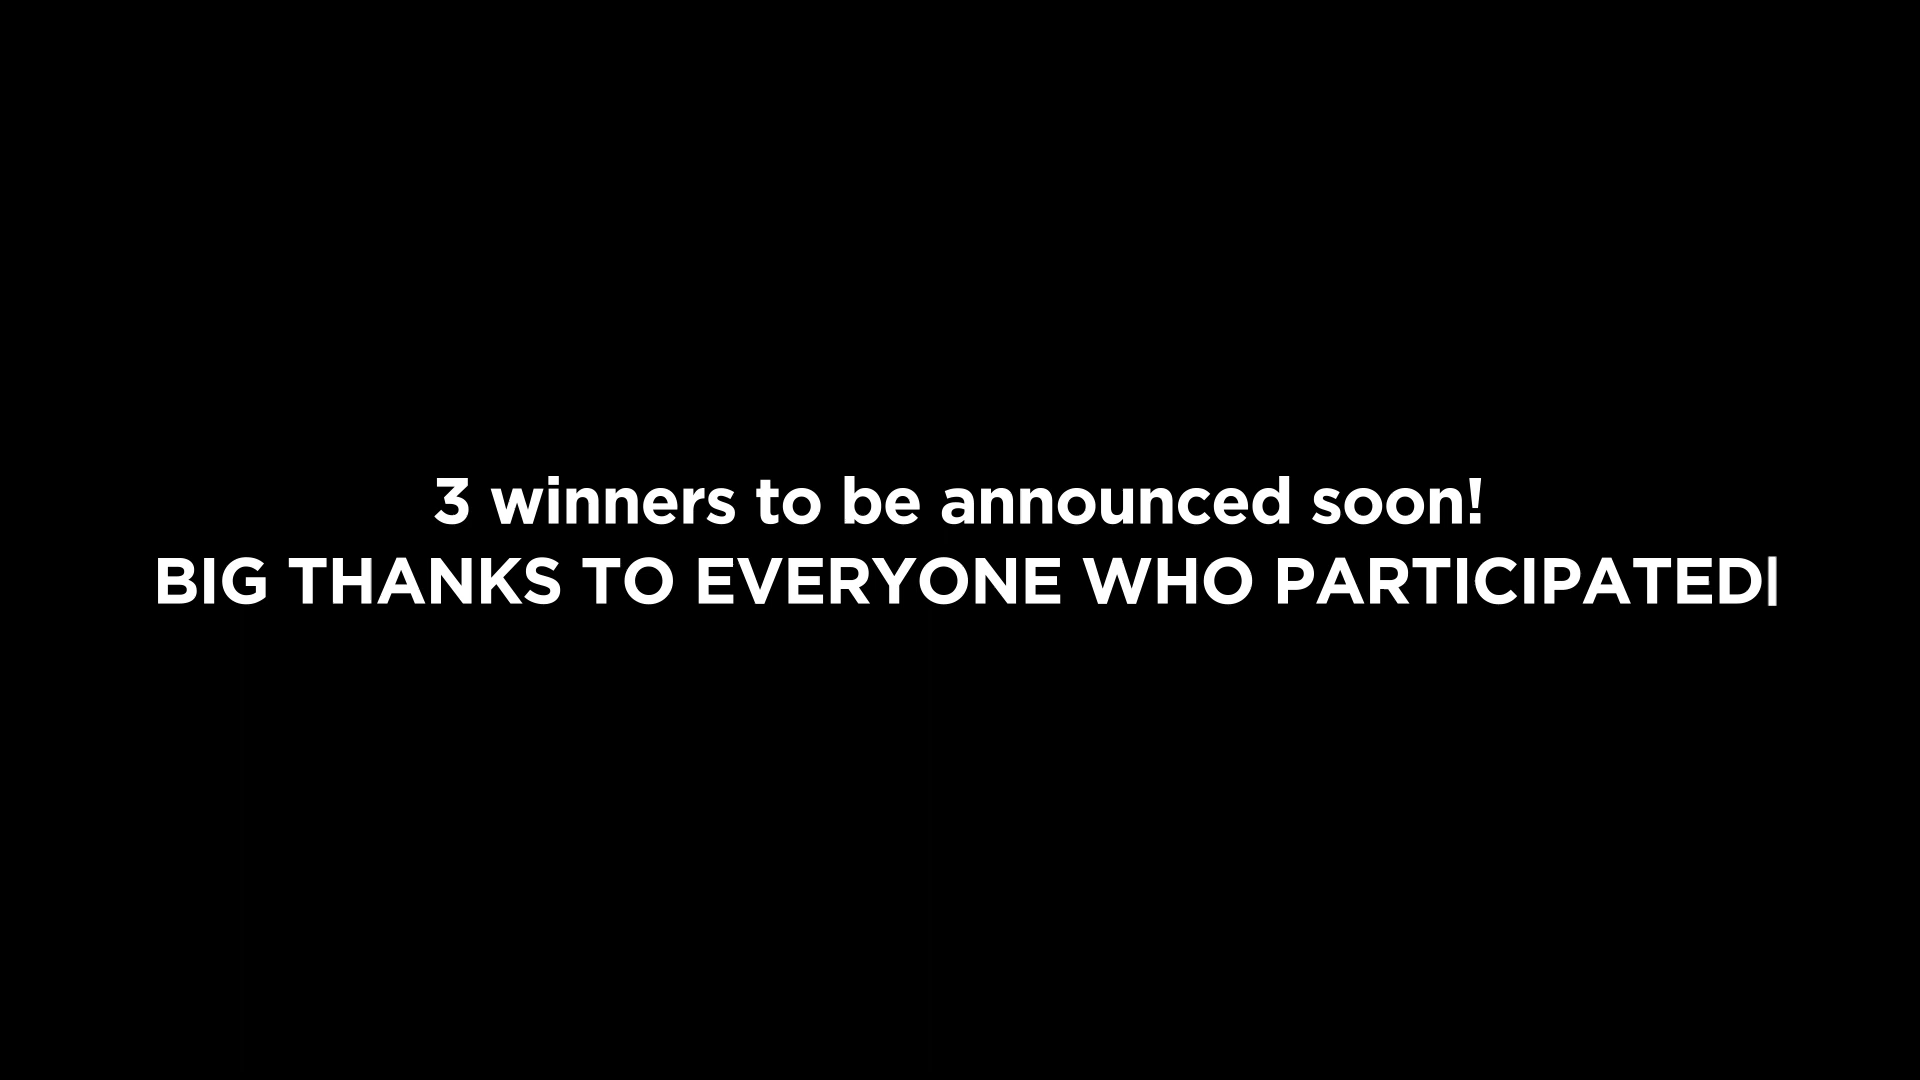 3 winners to be announced soon!
BIG THANKS TO EVERYONE WHO PARTICIPATED|